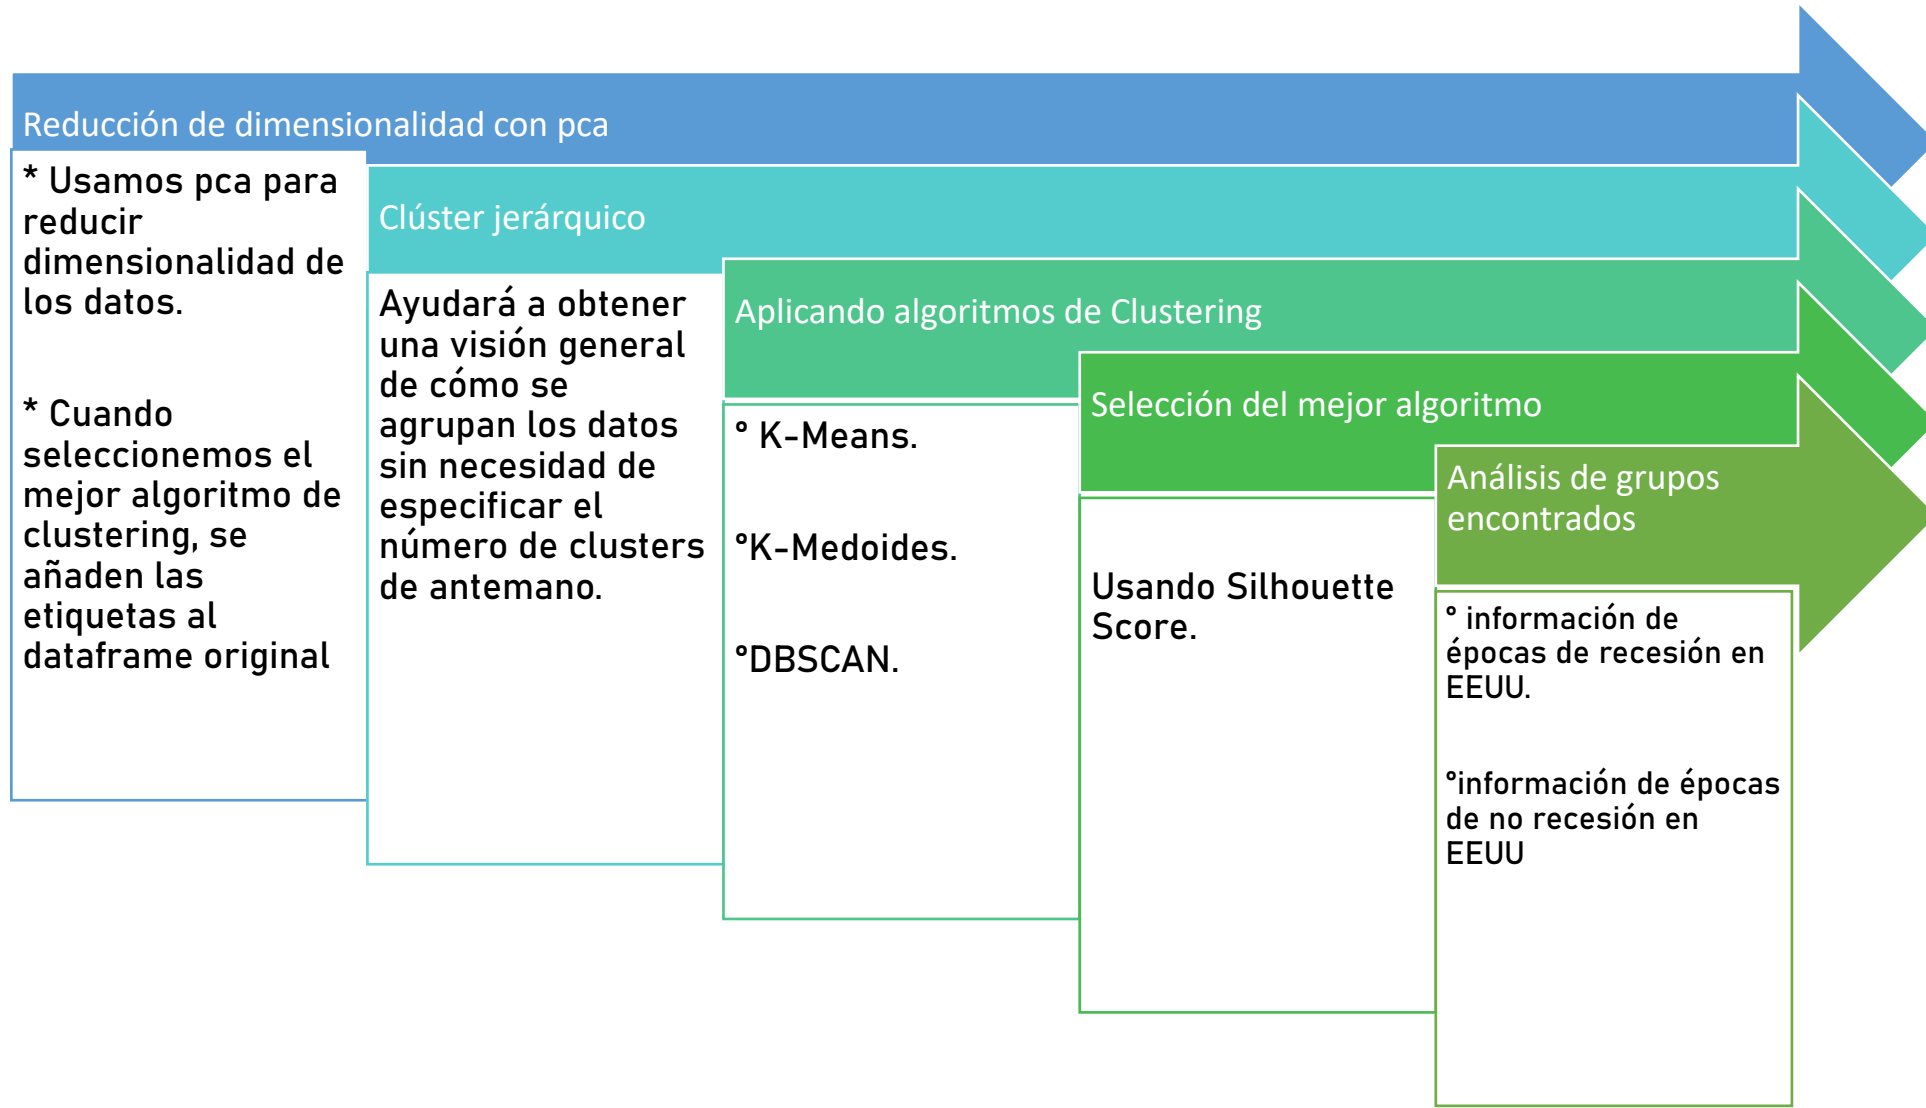 Reducción de dimensionalidad con pca
* Usamos pca para
reducir
dimensionalidad de
los datos.
* Cuando
seleccionemos el
mejor algoritmo de
clustering, se
añaden las
etiquetas al
dataframe original
Clúster jerárquico
Ayudará a obtener
una visión general
de cómo se
agrupan los datos
sin necesidad de
especificar el
número de clusters
de antemano.
Aplicando algoritmos de Clustering
° K-Means.
°K-Medoides.
°DBSCAN.
Selección del mejor algoritmo
Usando Silhouette
Score.
Análisis de grupos
encontrados
° información de
épocas de recesión en
EEUU.
°información de épocas
de no recesión en
EEUU